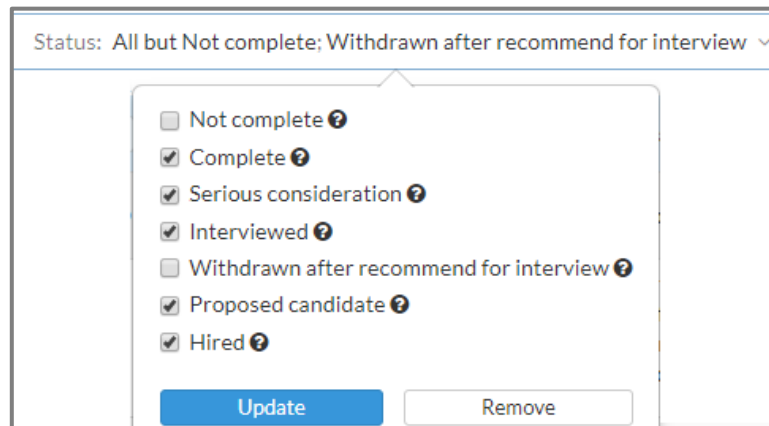 Status: All but Not complete; Withdrawn after recommend for interview
Not complete
Complete
Serious consideration
Interviewed
Withdrawn after recommend for interview
Proposed candidate
Hired
Update Remove